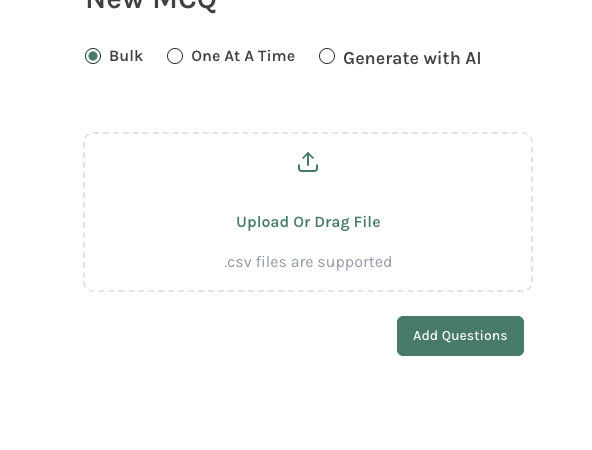 New MCQ
Bulk One At A Time Generate with AI
Upload Or Drag File
.csv files are supported
Add Questions